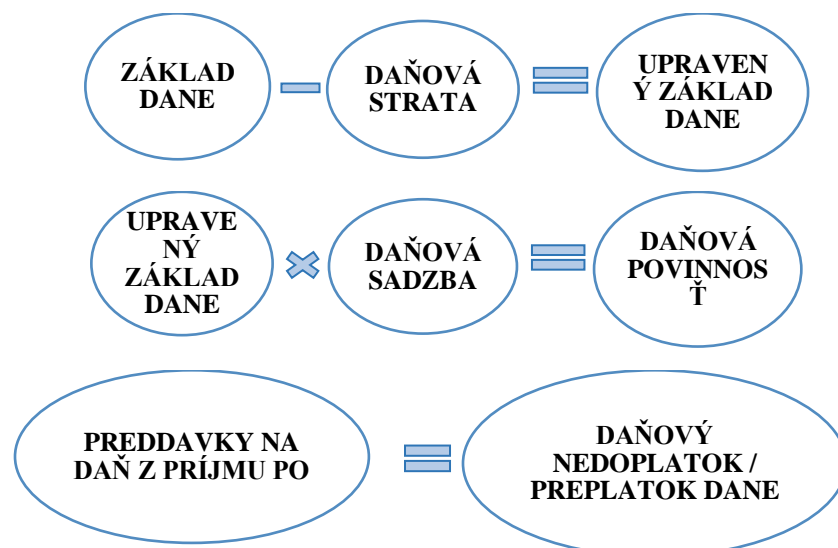 ZÁKLAD
DANE
DAŇOVÁ
STRATA
UPRAVEN
Ý ZÁKLAD
DANE
UPRAVE
NÝ
ZÁKLAD
DANE
DAŇOVÁ
SADZBA
DAŇOVÁ
POVINNOS
Ť
PREDDAVKY NA
DAŇ Z PRÍJMU PO
DAŇOVÝ
NEDOPLATOK /
PREPLATOK DANE